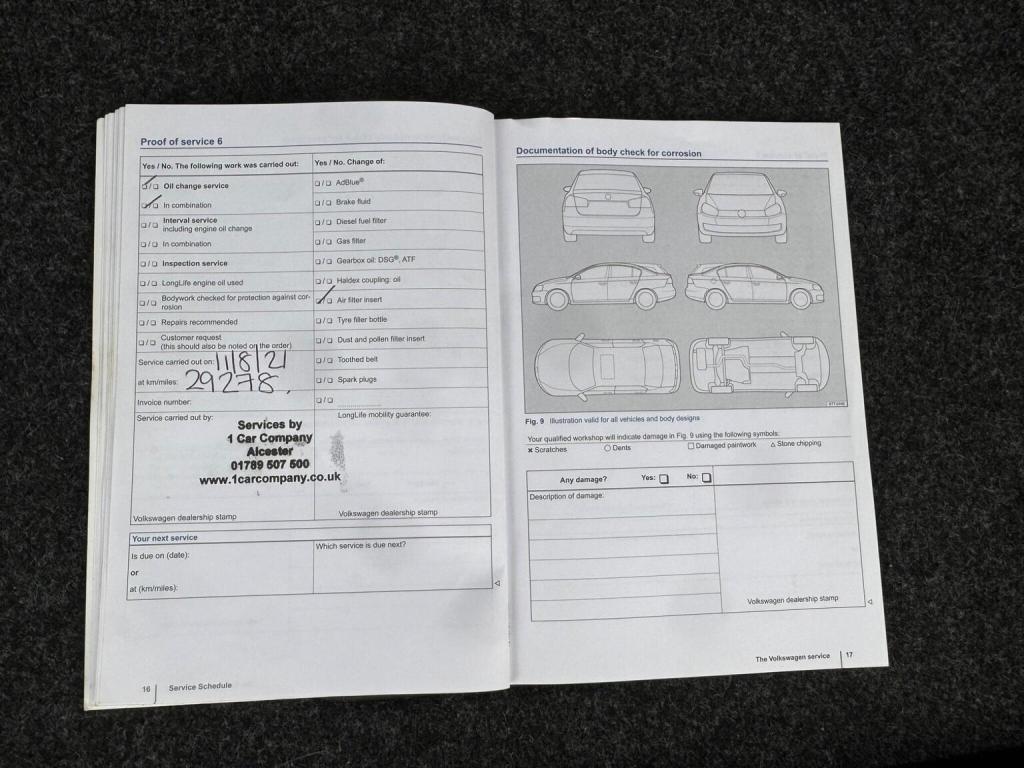 Proof of service 6
Yes / No. The following work was carried out:
Yes / No. Change of:
❑/❑ Oil change service
❑/❑ In combination
❑/❑ Interval service
including engine oil change
❑/❑ In combination
❑/❑ Inspection service
❑/❑ LongLife engine oil used
❑/❑ Bodywork checked for protection against cor-
rosion
❑/❑ Repairs recommended
❑/❑ Customer request
(this should also be noted on the order)
❑/❑ AdBlue®
❑/❑ Brake fluid
❑/❑ Diesel fuel filter
❑/❑ Gas filter
❑/❑ Gearbox oil: DSG®, ATF
❑/❑ Haldex coupling: oil
❑/❑ Air filter insert
❑/❑ Tyre filler bottle
❑/❑ Dust and pollen filter insert
❑/❑ Toothed belt
❑/❑ Spark plugs
❑/❑ ..................
Service carried out on: 11/8/21
at km/miles: 29278.
Invoice number:
Service carried out by:
Services by
1 Car Company
Alcester
01789 507 500
www.1carcompany.co.uk
Volkswagen dealership stamp
LongLife mobility guarantee:
Volkswagen dealership stamp
Your next service
Is due on (date):
or
at (km/miles):
Which service is due next?
16 Service Schedule
Documentation of body check for corrosion
Fig. 9 Illustration valid for all vehicles and body designs
Your qualified workshop will indicate damage in Fig. 9 using the following symbols:
✖ Scratches ○ Dents □ Damaged paintwork △ Stone chipping
Any damage? Yes: ❑ No: ❑
Description of damage:
Volkswagen dealership stamp
The Volkswagen service 17